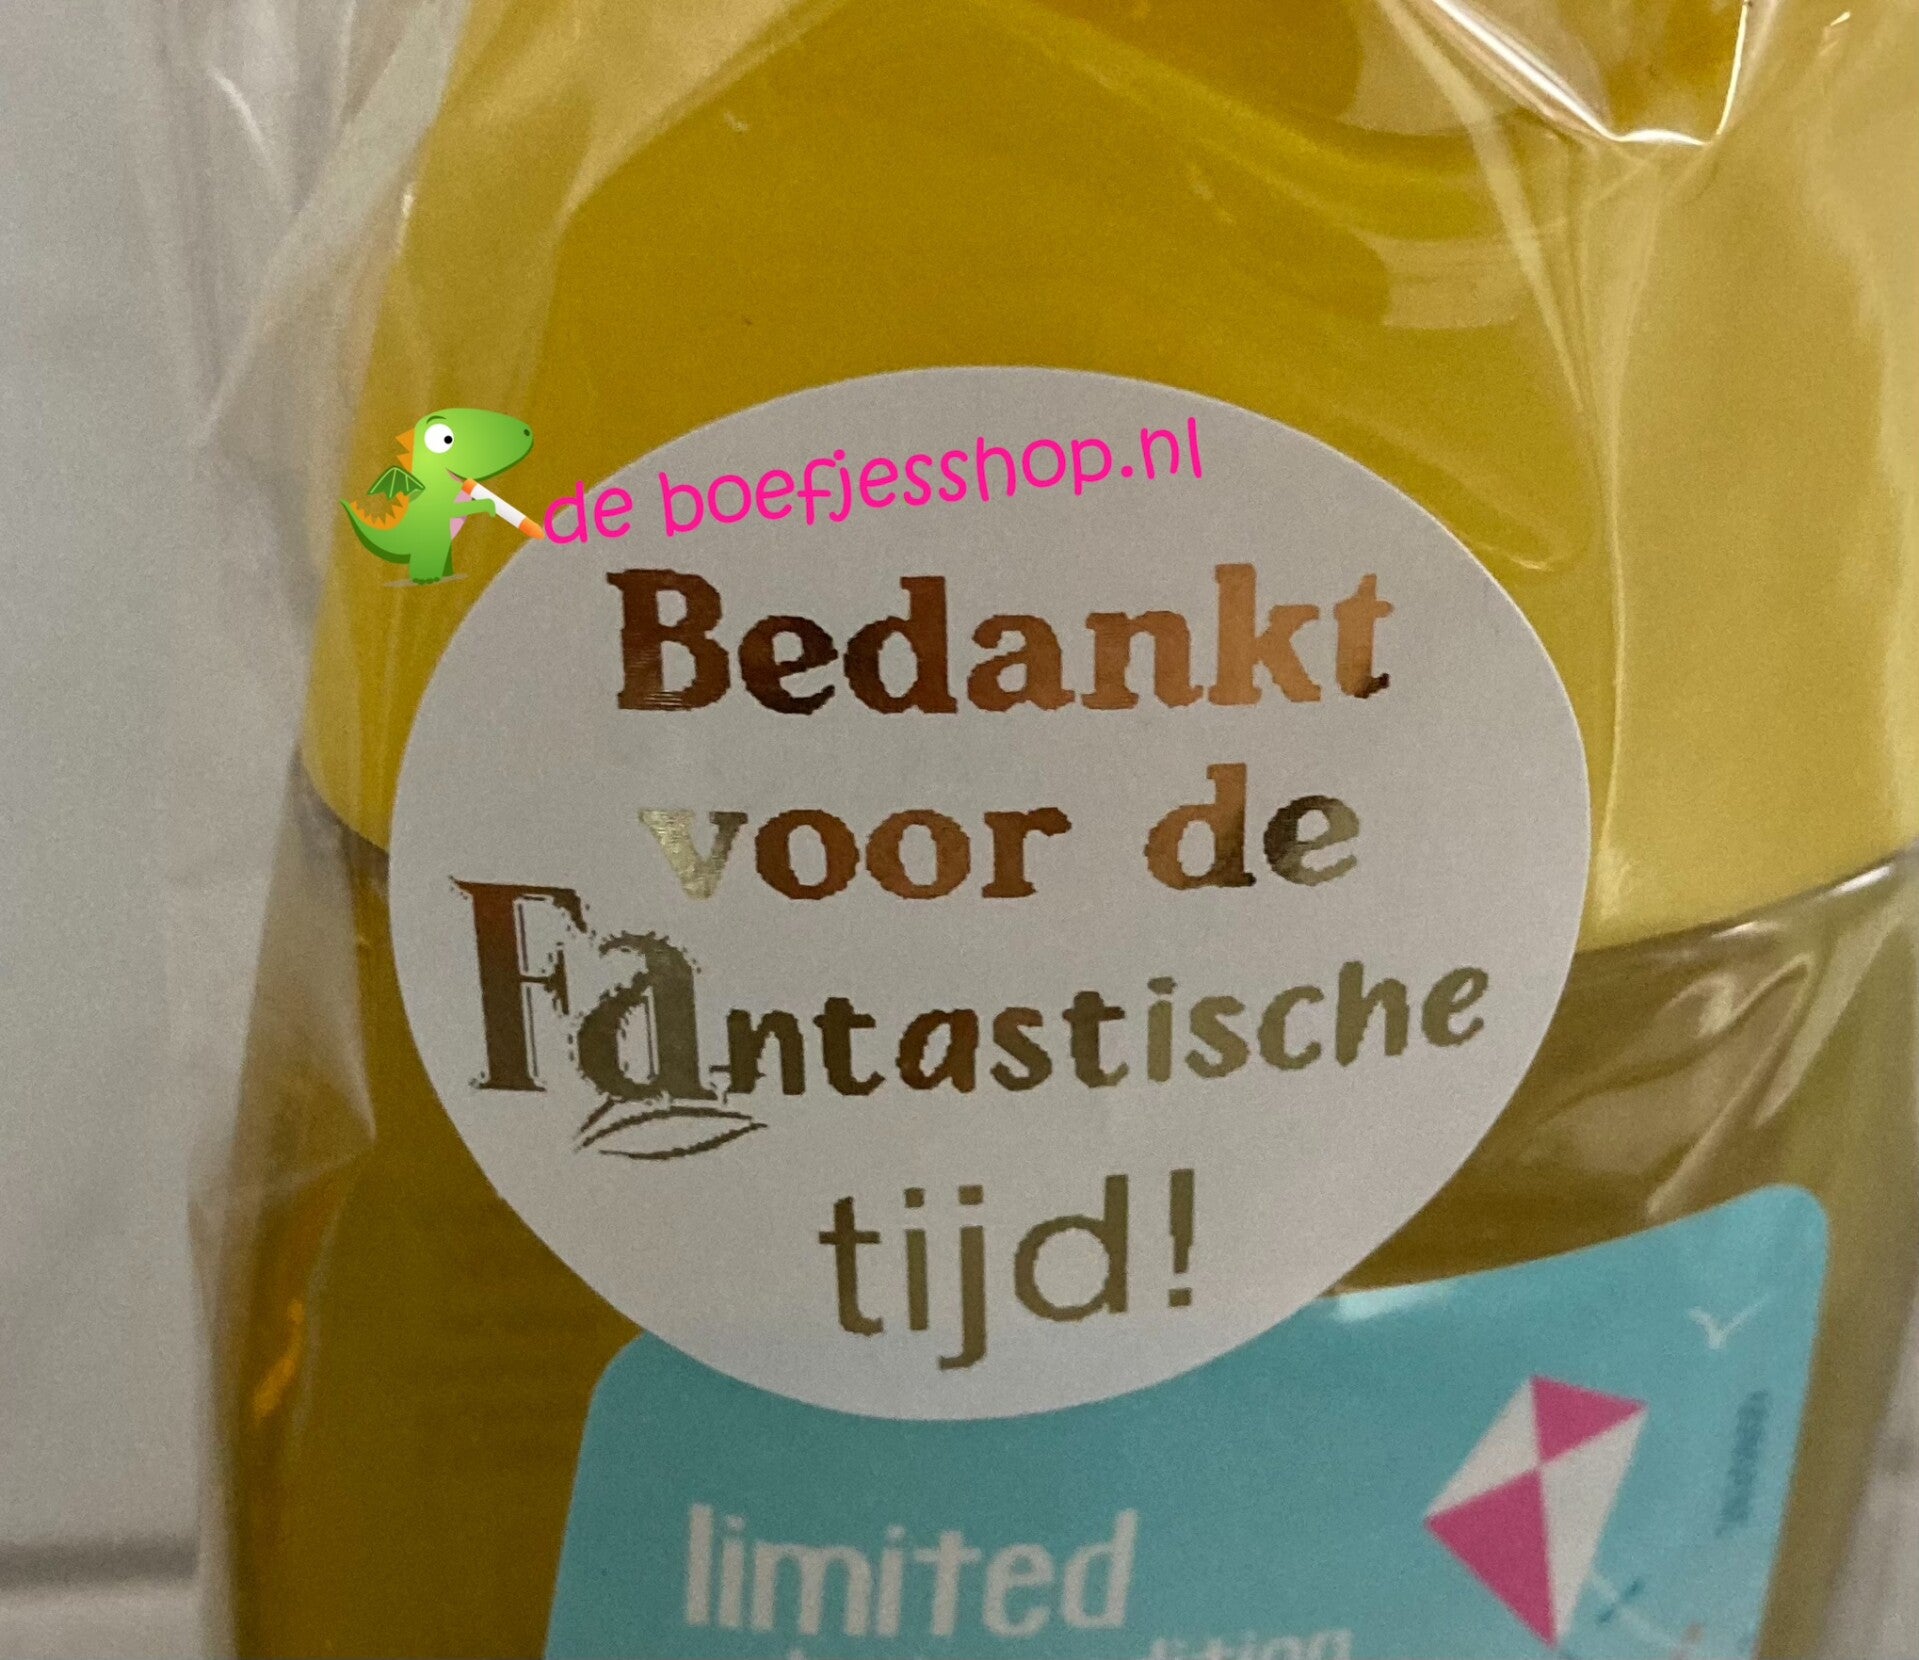 de boefjesshop.nl
Bedankt
voor de
Fantastische
tijd!
limited